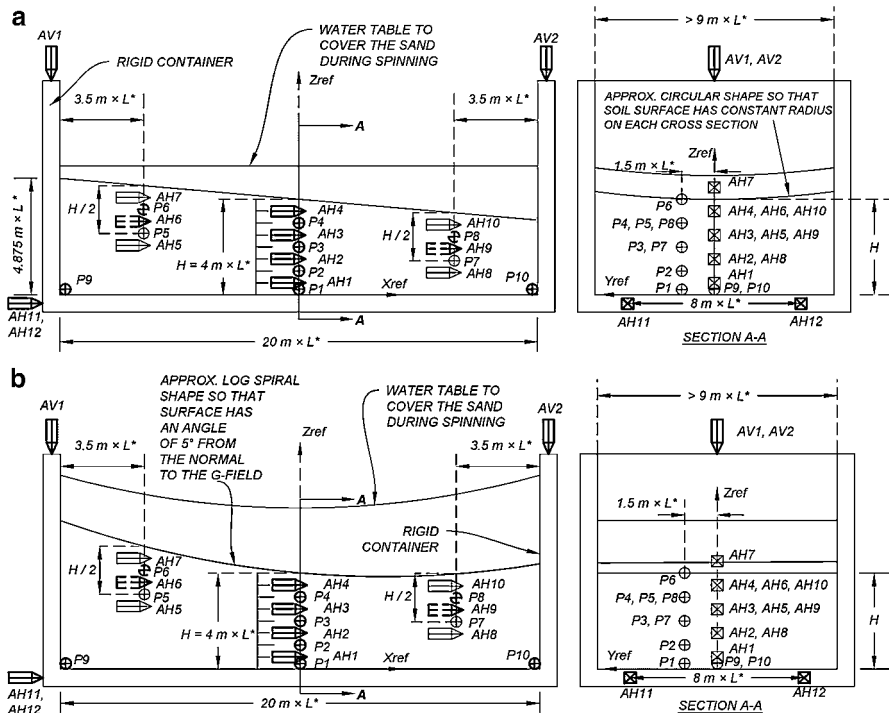 a
AV1
RIGID CONTAINER
WATER TABLE TO
COVER THE SAND
DURING SPINNING
AV2
Zref
3.5 m × L*
3.5 m × L*
A
AH7
P6
AH6
P5
AH5
H / 2
4.875 m × L*
H = 4 m × L*
AH4
P4
AH3
P3
AH2
P2
AH1
P1
H / 2
AH10
P8
AH9
P7
AH8
P9
Xref
P10
AH11,
AH12
A
20 m × L*
> 9 m × L*
AV1, AV2
APPROX. CIRCULAR SHAPE SO THAT
SOIL SURFACE HAS CONSTANT RADIUS
ON EACH CROSS SECTION
Zref
1.5 m × L*
AH7
P6
AH4, AH6, AH10
P4, P5, P8
AH3, AH5, AH9
P3, P7
AH2, AH8
P2
AH1
P1
P9, P10
H
Yref
8 m × L*
AH11
AH12
SECTION A-A
b
AV1
APPROX. LOG SPIRAL
SHAPE SO THAT
SURFACE HAS
AN ANGLE
OF 5° FROM
THE NORMAL
TO THE G-FIELD
WATER TABLE TO
COVER THE SAND
DURING SPINNING
AV2
Zref
3.5 m × L*
3.5 m × L*
A
RIGID
CONTAINER
AH7
P6
AH6
P5
AH5
H / 2
H = 4 m × L*
AH4
P4
AH3
P3
AH2
P2
AH1
P1
H / 2
AH10
P8
AH9
P7
AH8
P9
Xref
P10
AH11,
AH12
A
20 m × L*
> 9 m × L*
AV1, AV2
Zref
1.5 m × L*
AH7
P6
AH4, AH6, AH10
P4, P5, P8
AH3, AH5, AH9
P3, P7
AH2, AH8
P2
AH1
P1
P9, P10
H
Yref
8 m × L*
AH11
AH12
SECTION A-A